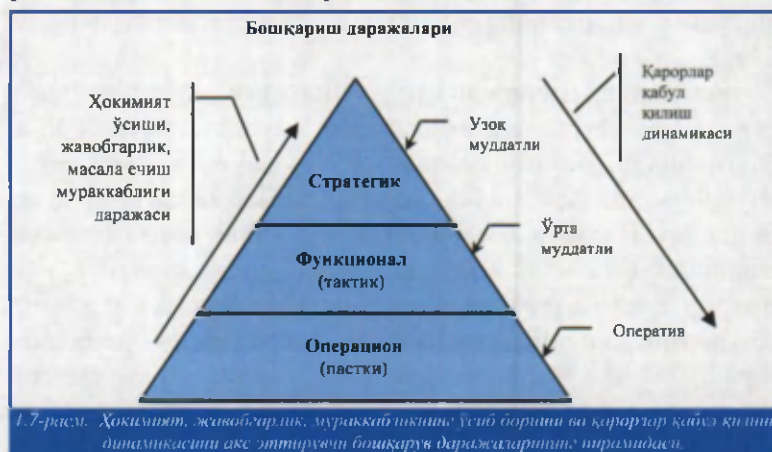 Бошқариш даражалари
Ҳокимият
ўсиши,
жавобгарлик,
масала ечиш
мураккаблиги
даражаси
Узок
муддатли
Қарорлар
қабул
қилиш
динамикаси
Стратегик
Ўрта
муддатли
Функционал
(тактик)
Оператив
Операцион
(пастки)
1.7-расм. Ҳокимият, жавобгарлик, мураккабликнинг ўсиб бориши ва қарорлар қабул қилиш
динамикасини акс эттирувчи бошқарув даражаларининг пирамидаси.